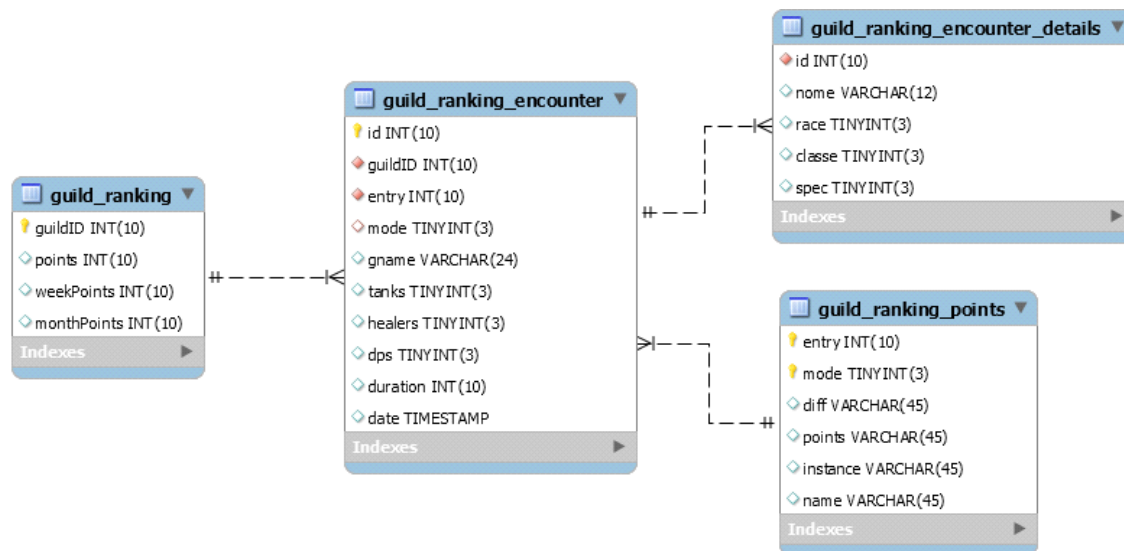 guild_ranking
guildID INT(10)
points INT(10)
weekPoints INT(10)
monthPoints INT(10)
Indexes
guild_ranking_encounter
id INT(10)
guildID INT(10)
entry INT(10)
mode TINYINT(3)
gname VARCHAR(24)
tanks TINYINT(3)
healers TINYINT(3)
dps TINYINT(3)
duration INT(10)
date TIMESTAMP
Indexes
guild_ranking_encounter_details
id INT(10)
nome VARCHAR(12)
race TINYINT(3)
classe TINYINT(3)
spec TINYINT(3)
Indexes
guild_ranking_points
entry INT(10)
mode TINYINT(3)
diff VARCHAR(45)
points VARCHAR(45)
instance VARCHAR(45)
name VARCHAR(45)
Indexes